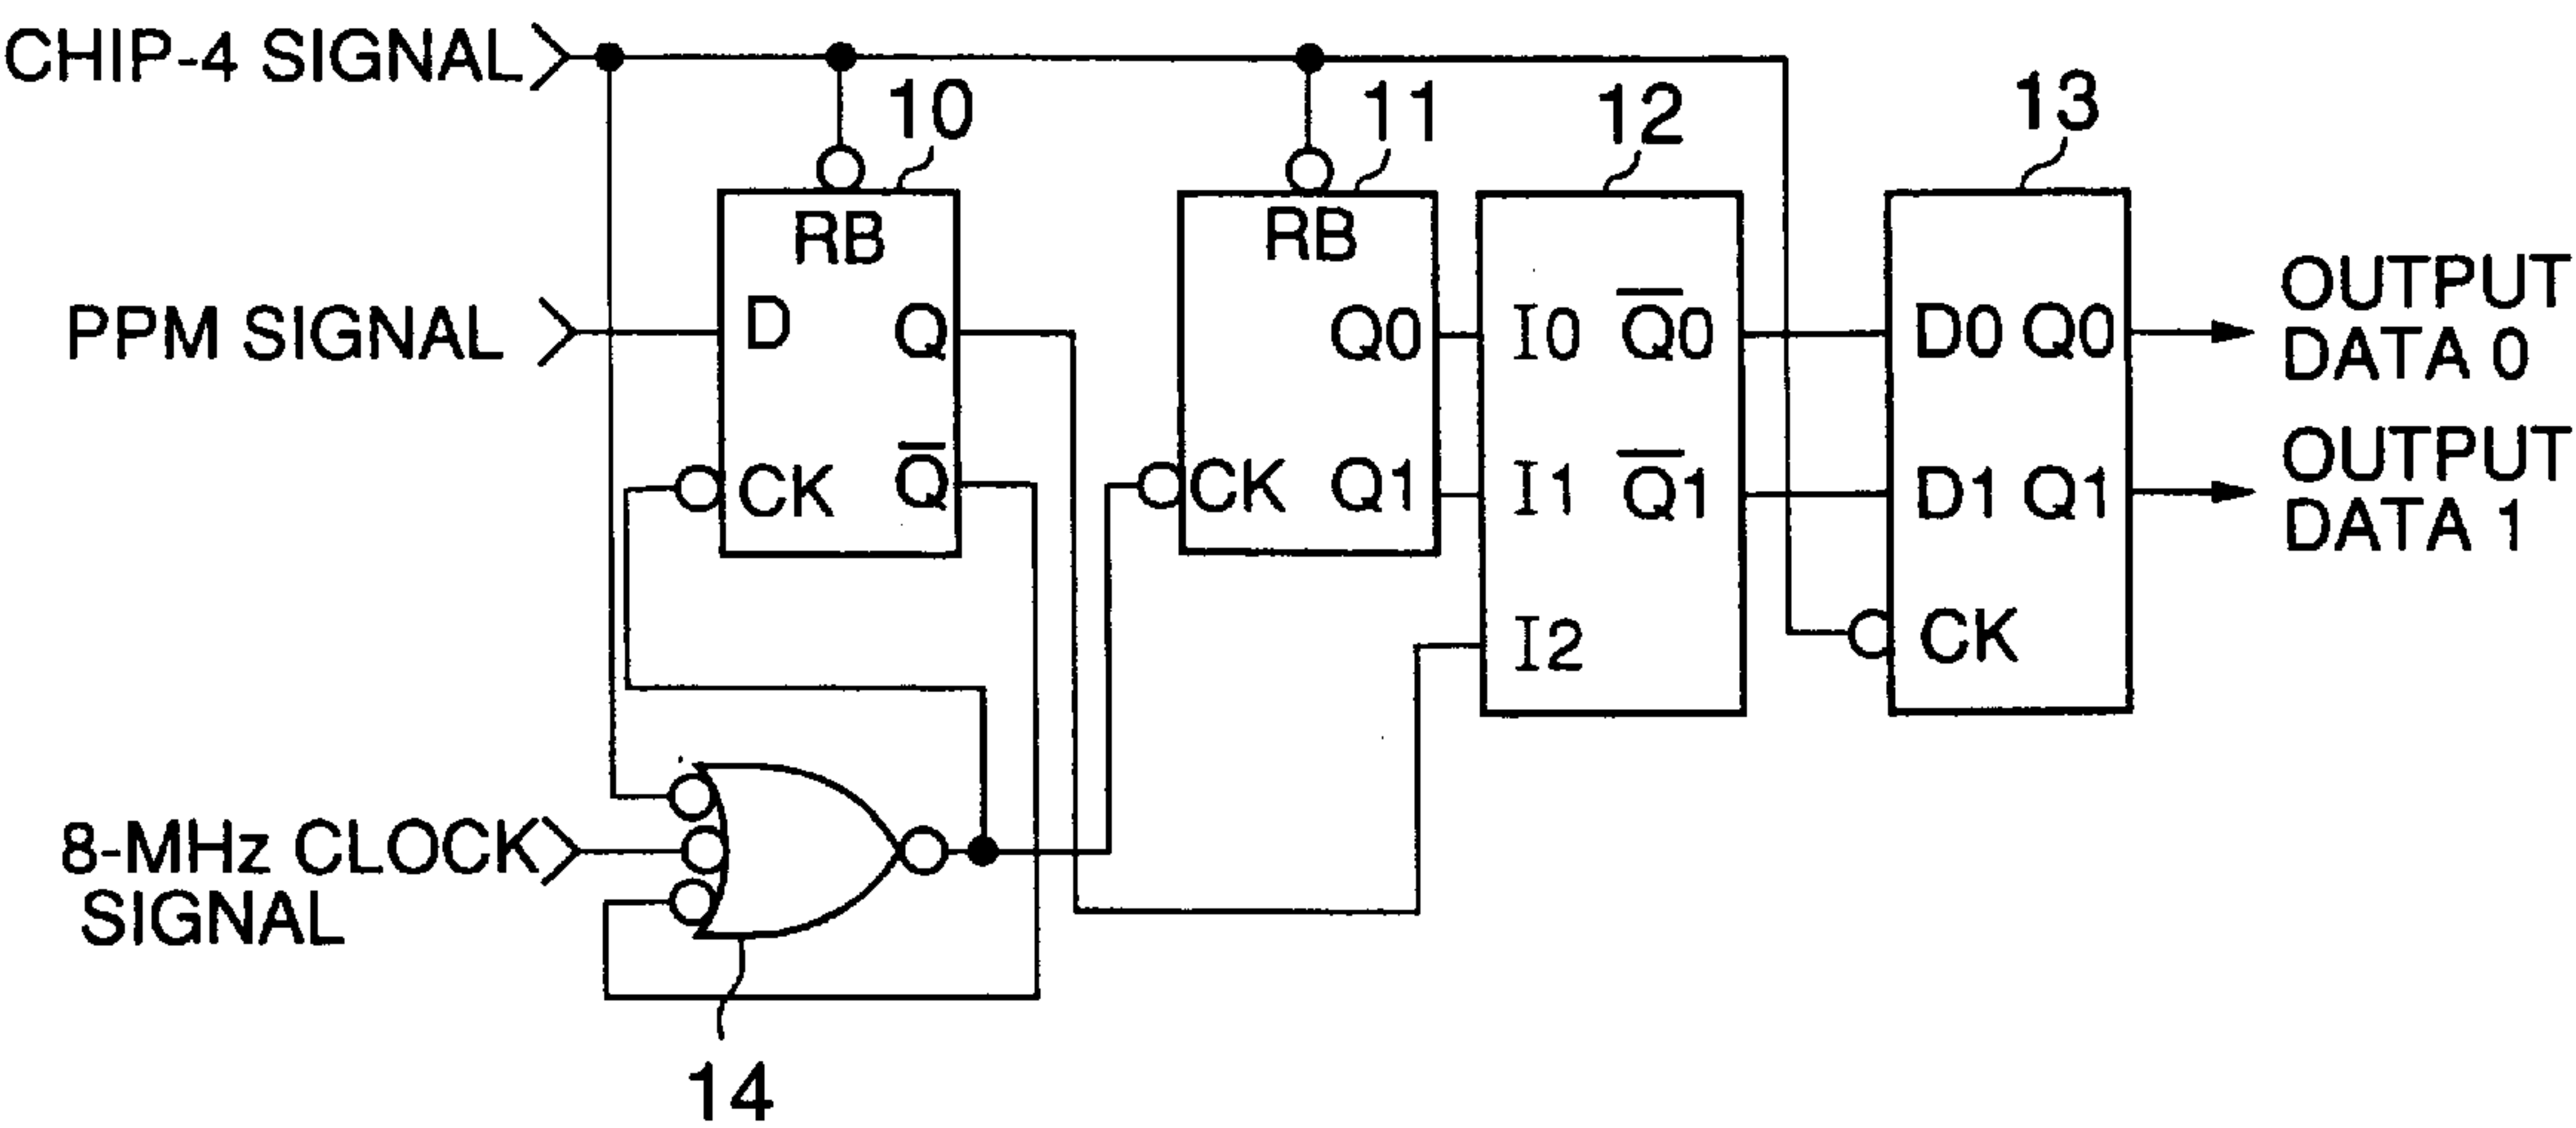 CHIP-4 SIGNAL
10
11
12
13
RB
RB
PPM SIGNAL
D
Q
Q0
I0
Q̅0
D0
Q0
OUTPUT
DATA 0
CK
Q̅
CK
Q1
I1
Q̅1
D1
Q1
OUTPUT
DATA 1
I2
CK
8-MHz CLOCK
SIGNAL
14